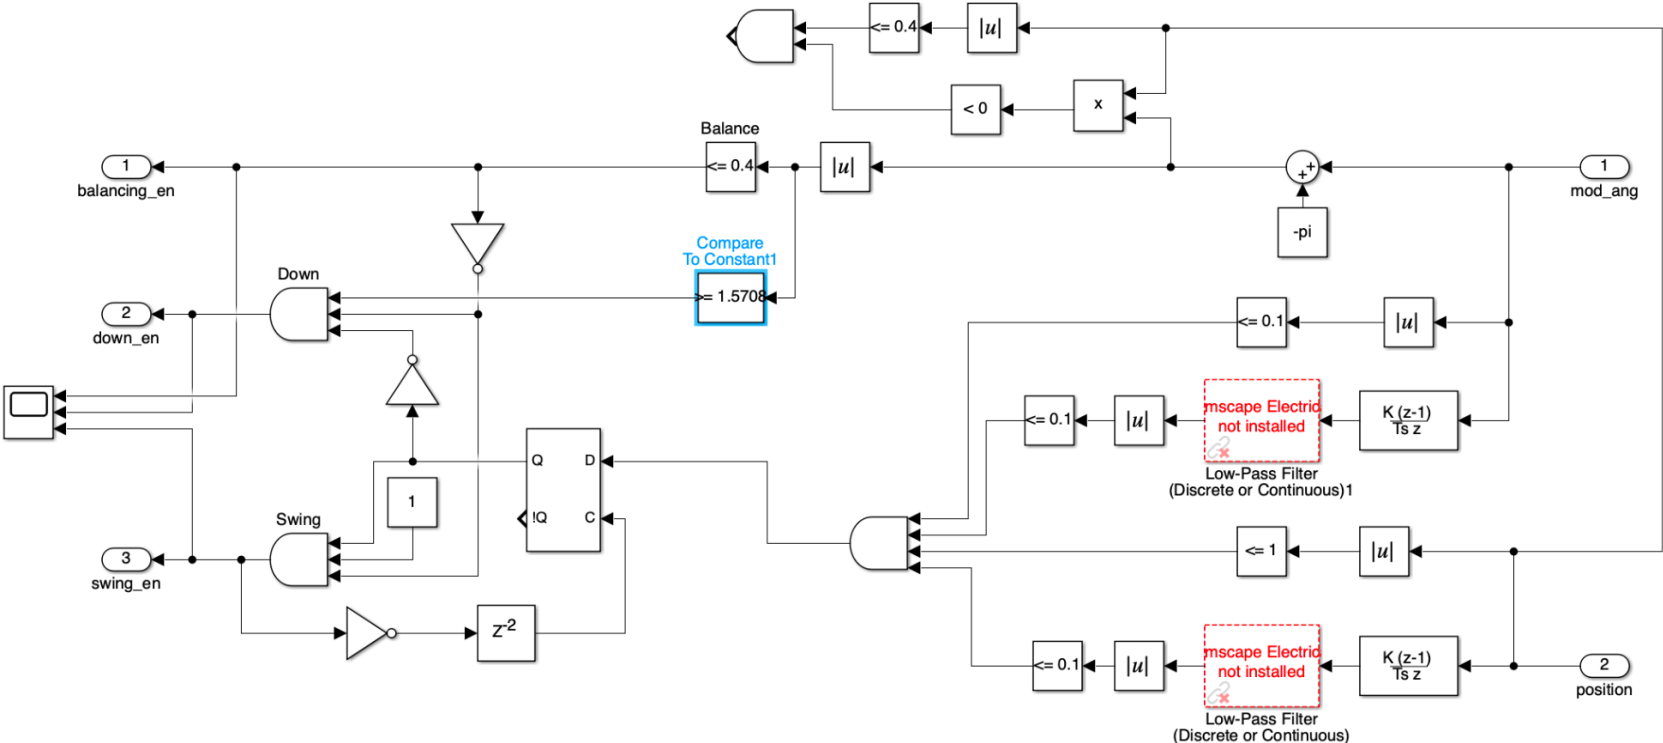 <= 0.4
|u|
< 0
x
Balance
1
balancing_en
<= 0.4
|u|
+
+
1
mod_ang
-pi
Compare
To Constant1
>= 1.5708
Down
2
down_en
<= 0.1
|u|
<= 0.1
|u|
mscape Electric
not installed
K (z-1)
Ts z
Low-Pass Filter
(Discrete or Continuous)1
Q
D
!Q
C
1
Swing
3
swing_en
<= 1
|u|
Z-2
<= 0.1
|u|
mscape Electric
not installed
K (z-1)
Ts z
2
position
Low-Pass Filter
(Discrete or Continuous)